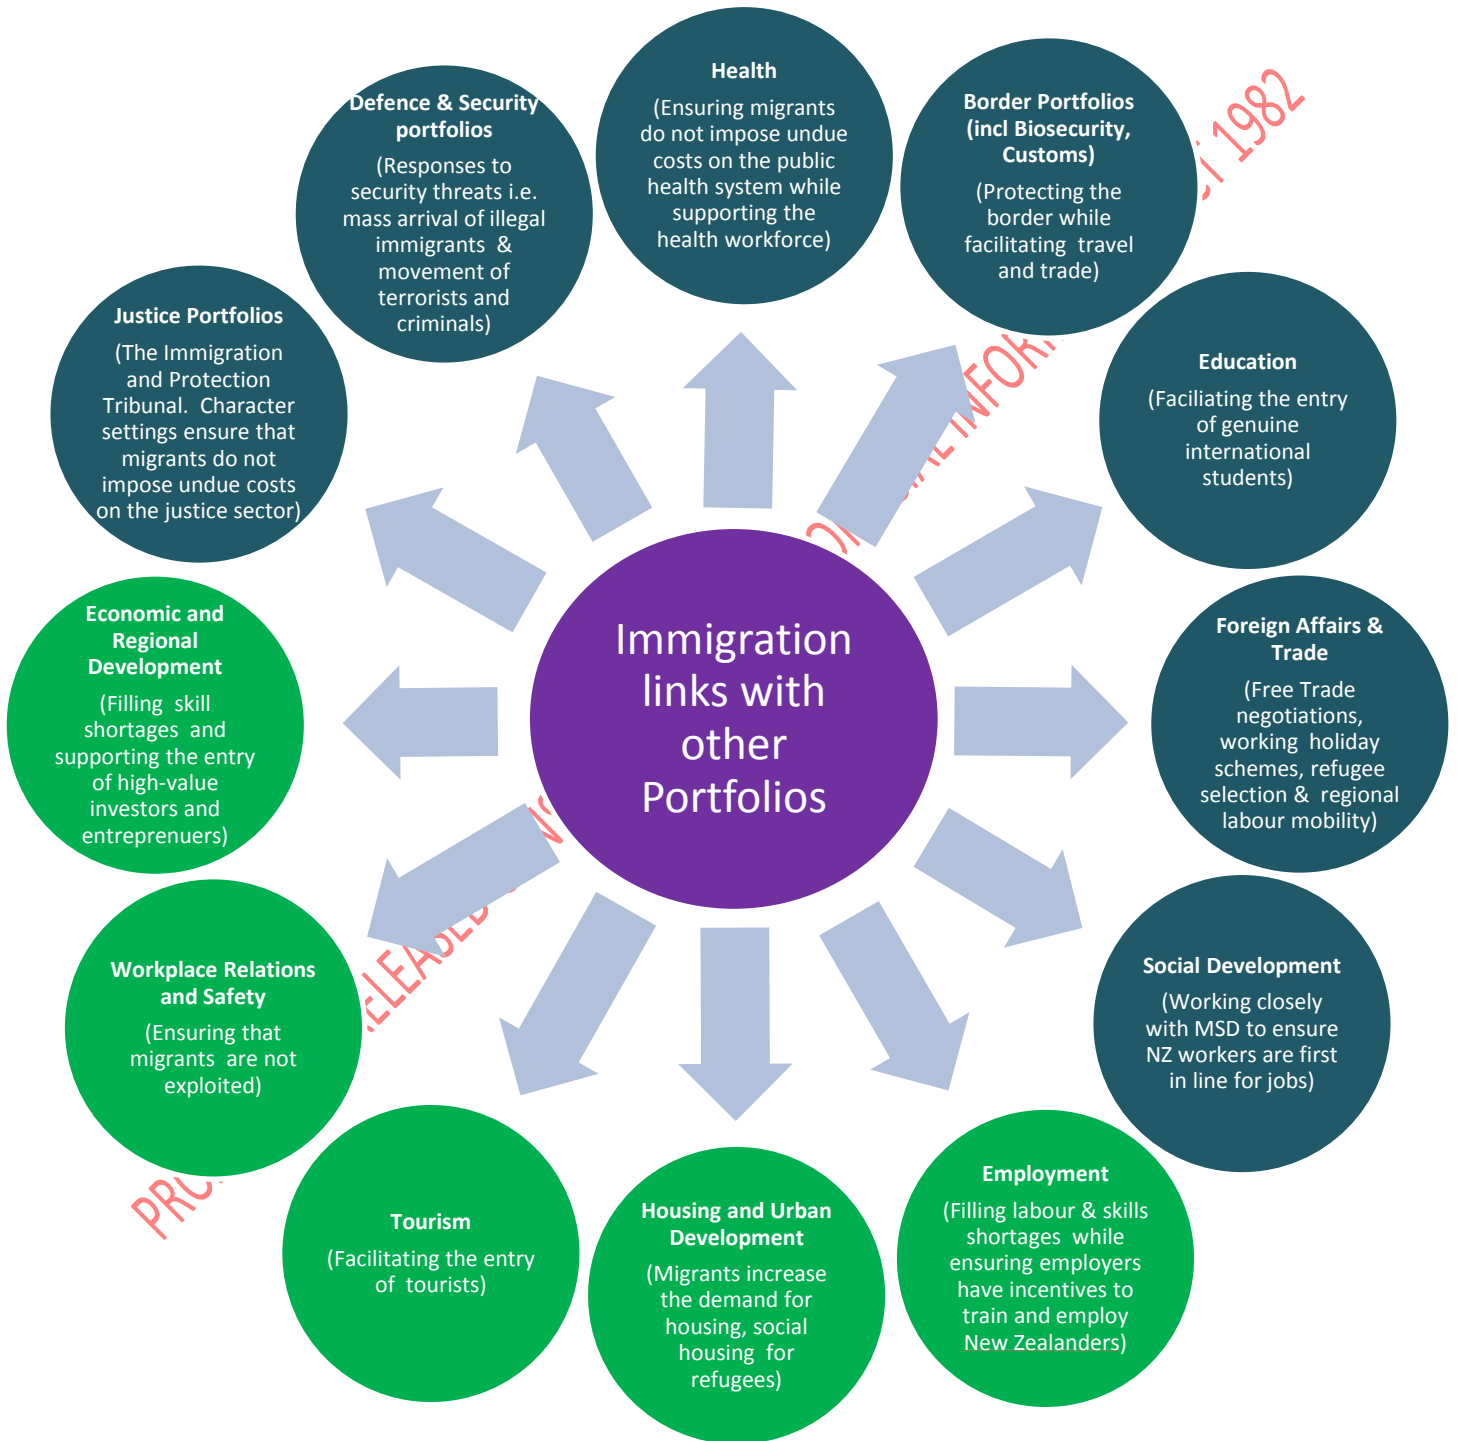 Health
(Ensuring migrants
do not impose undue
costs on the public
health system while
supporting the
health workforce)
Border Portfolios
(incl Biosecurity,
Customs)
(Protecting the
border while
facilitating travel
and trade)
Education
(Faciliating the entry
of genuine
international
students)
Foreign Affairs &
Trade
(Free Trade
negotiations,
working holiday
schemes, refugee
selection & regional
labour mobility)
Social Development
(Working closely
with MSD to ensure
NZ workers are first
in line for jobs)
Employment
(Filling labour & skills
shortages while
ensuring employers
have incentives to
train and employ
New Zealanders)
Housing and Urban
Development
(Migrants increase
the demand for
housing, social
housing for
refugees)
Tourism
(Facilitating the entry
of tourists)
Workplace Relations
and Safety
(Ensuring that
migrants are not
exploited)
Economic and
Regional
Development
(Filling skill
shortages and
supporting the entry
of high-value
investors and
entreprenuers)
Justice Portfolios
(The Immigration
and Protection
Tribunal. Character
settings ensure that
migrants do not
impose undue costs
on the justice sector)
Defence & Security
portfolios
(Responses to
security threats i.e.
mass arrival of illegal
immigrants &
movement of
terrorists and
criminals)
Immigration
links with
other
Portfolios
1982